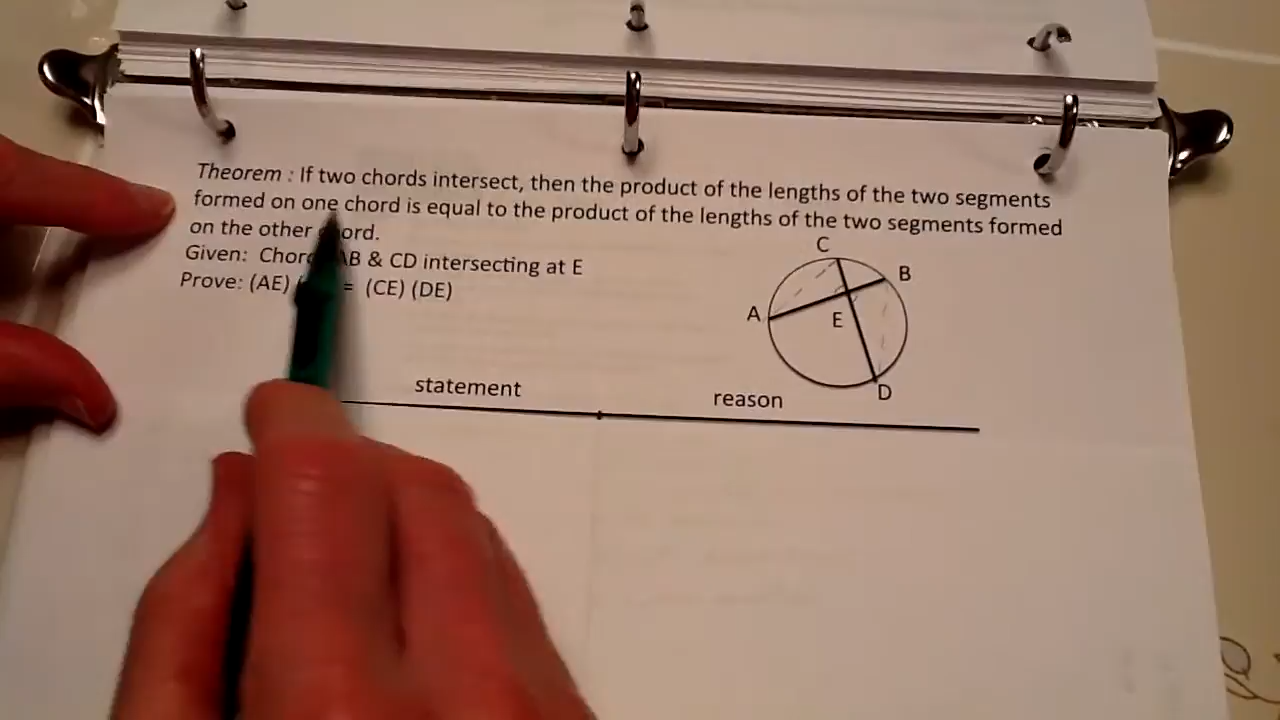 Theorem : If two chords intersect, then the product of the lengths of the two segments
formed on one chord is equal to the product of the lengths of the two segments formed
on the other
Given: AB & CD intersecting at E
Prove: (AE) = (CE) (DE)
C
B
A
E
D
statement reason